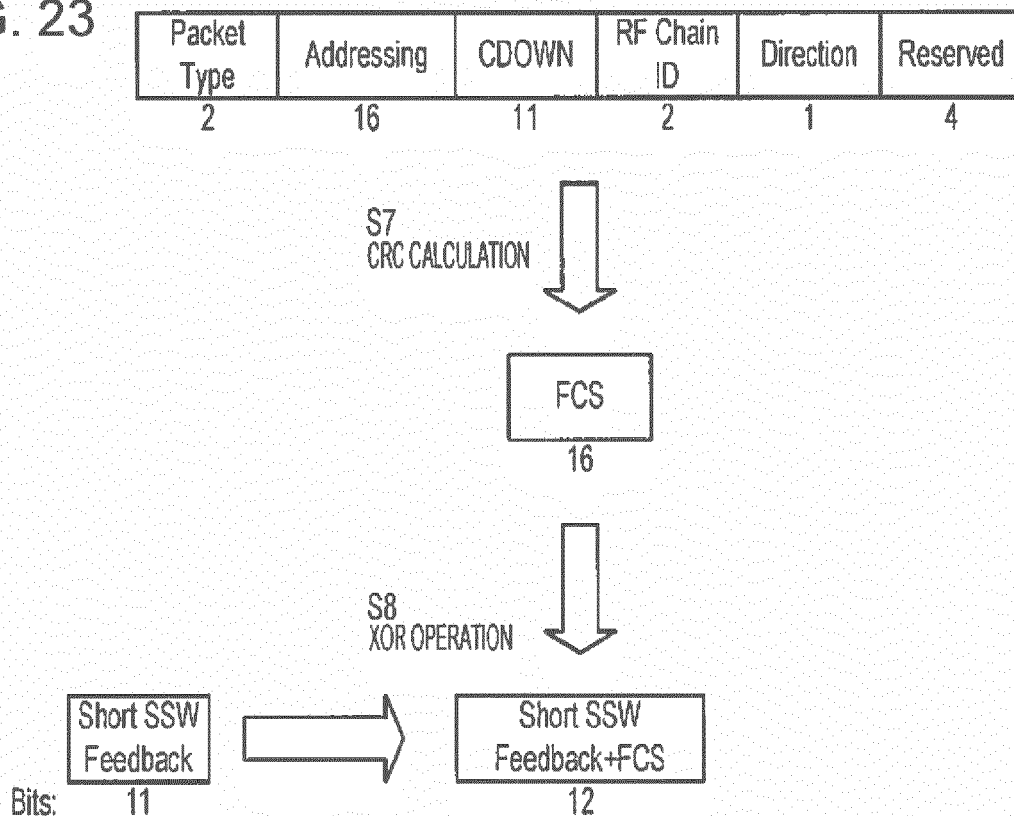 . 23
Packet Type Addressing CDOWN RF Chain ID Direction Reserved
2 16 11 2 1 4
S7
CRC CALCULATION
FCS
16
S8
XOR OPERATION
Short SSW Feedback
Short SSW Feedback+FCS
Bits: 11 12